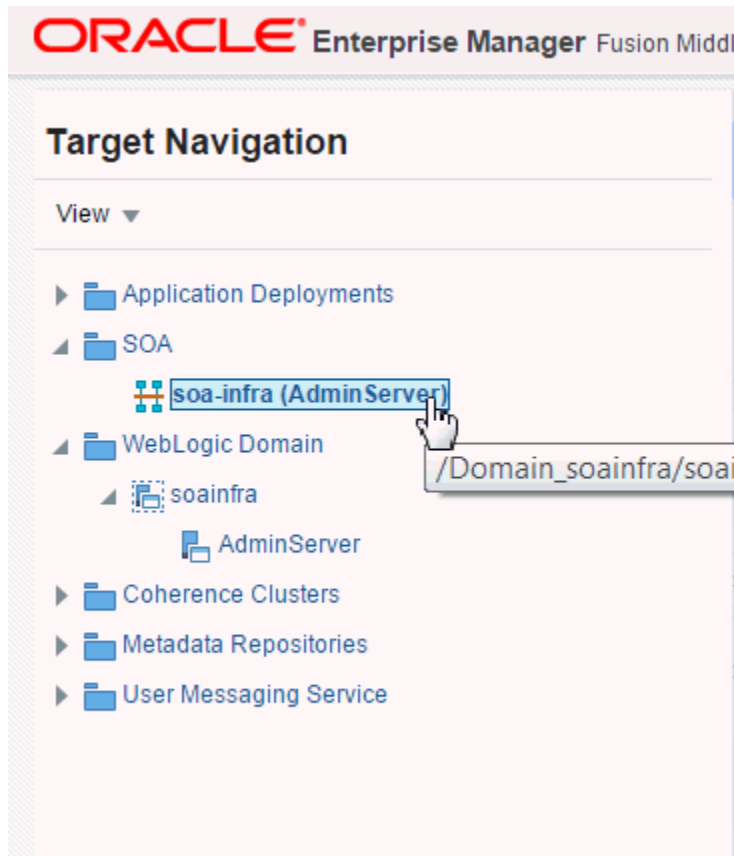 ORACLE Enterprise Manager Fusion Middl
Target Navigation
View
Application Deployments
SOA
soa-infra (AdminServer)
WebLogic Domain
/Domain_soainfra/soai
soainfra
AdminServer
Coherence Clusters
Metadata Repositories
User Messaging Service